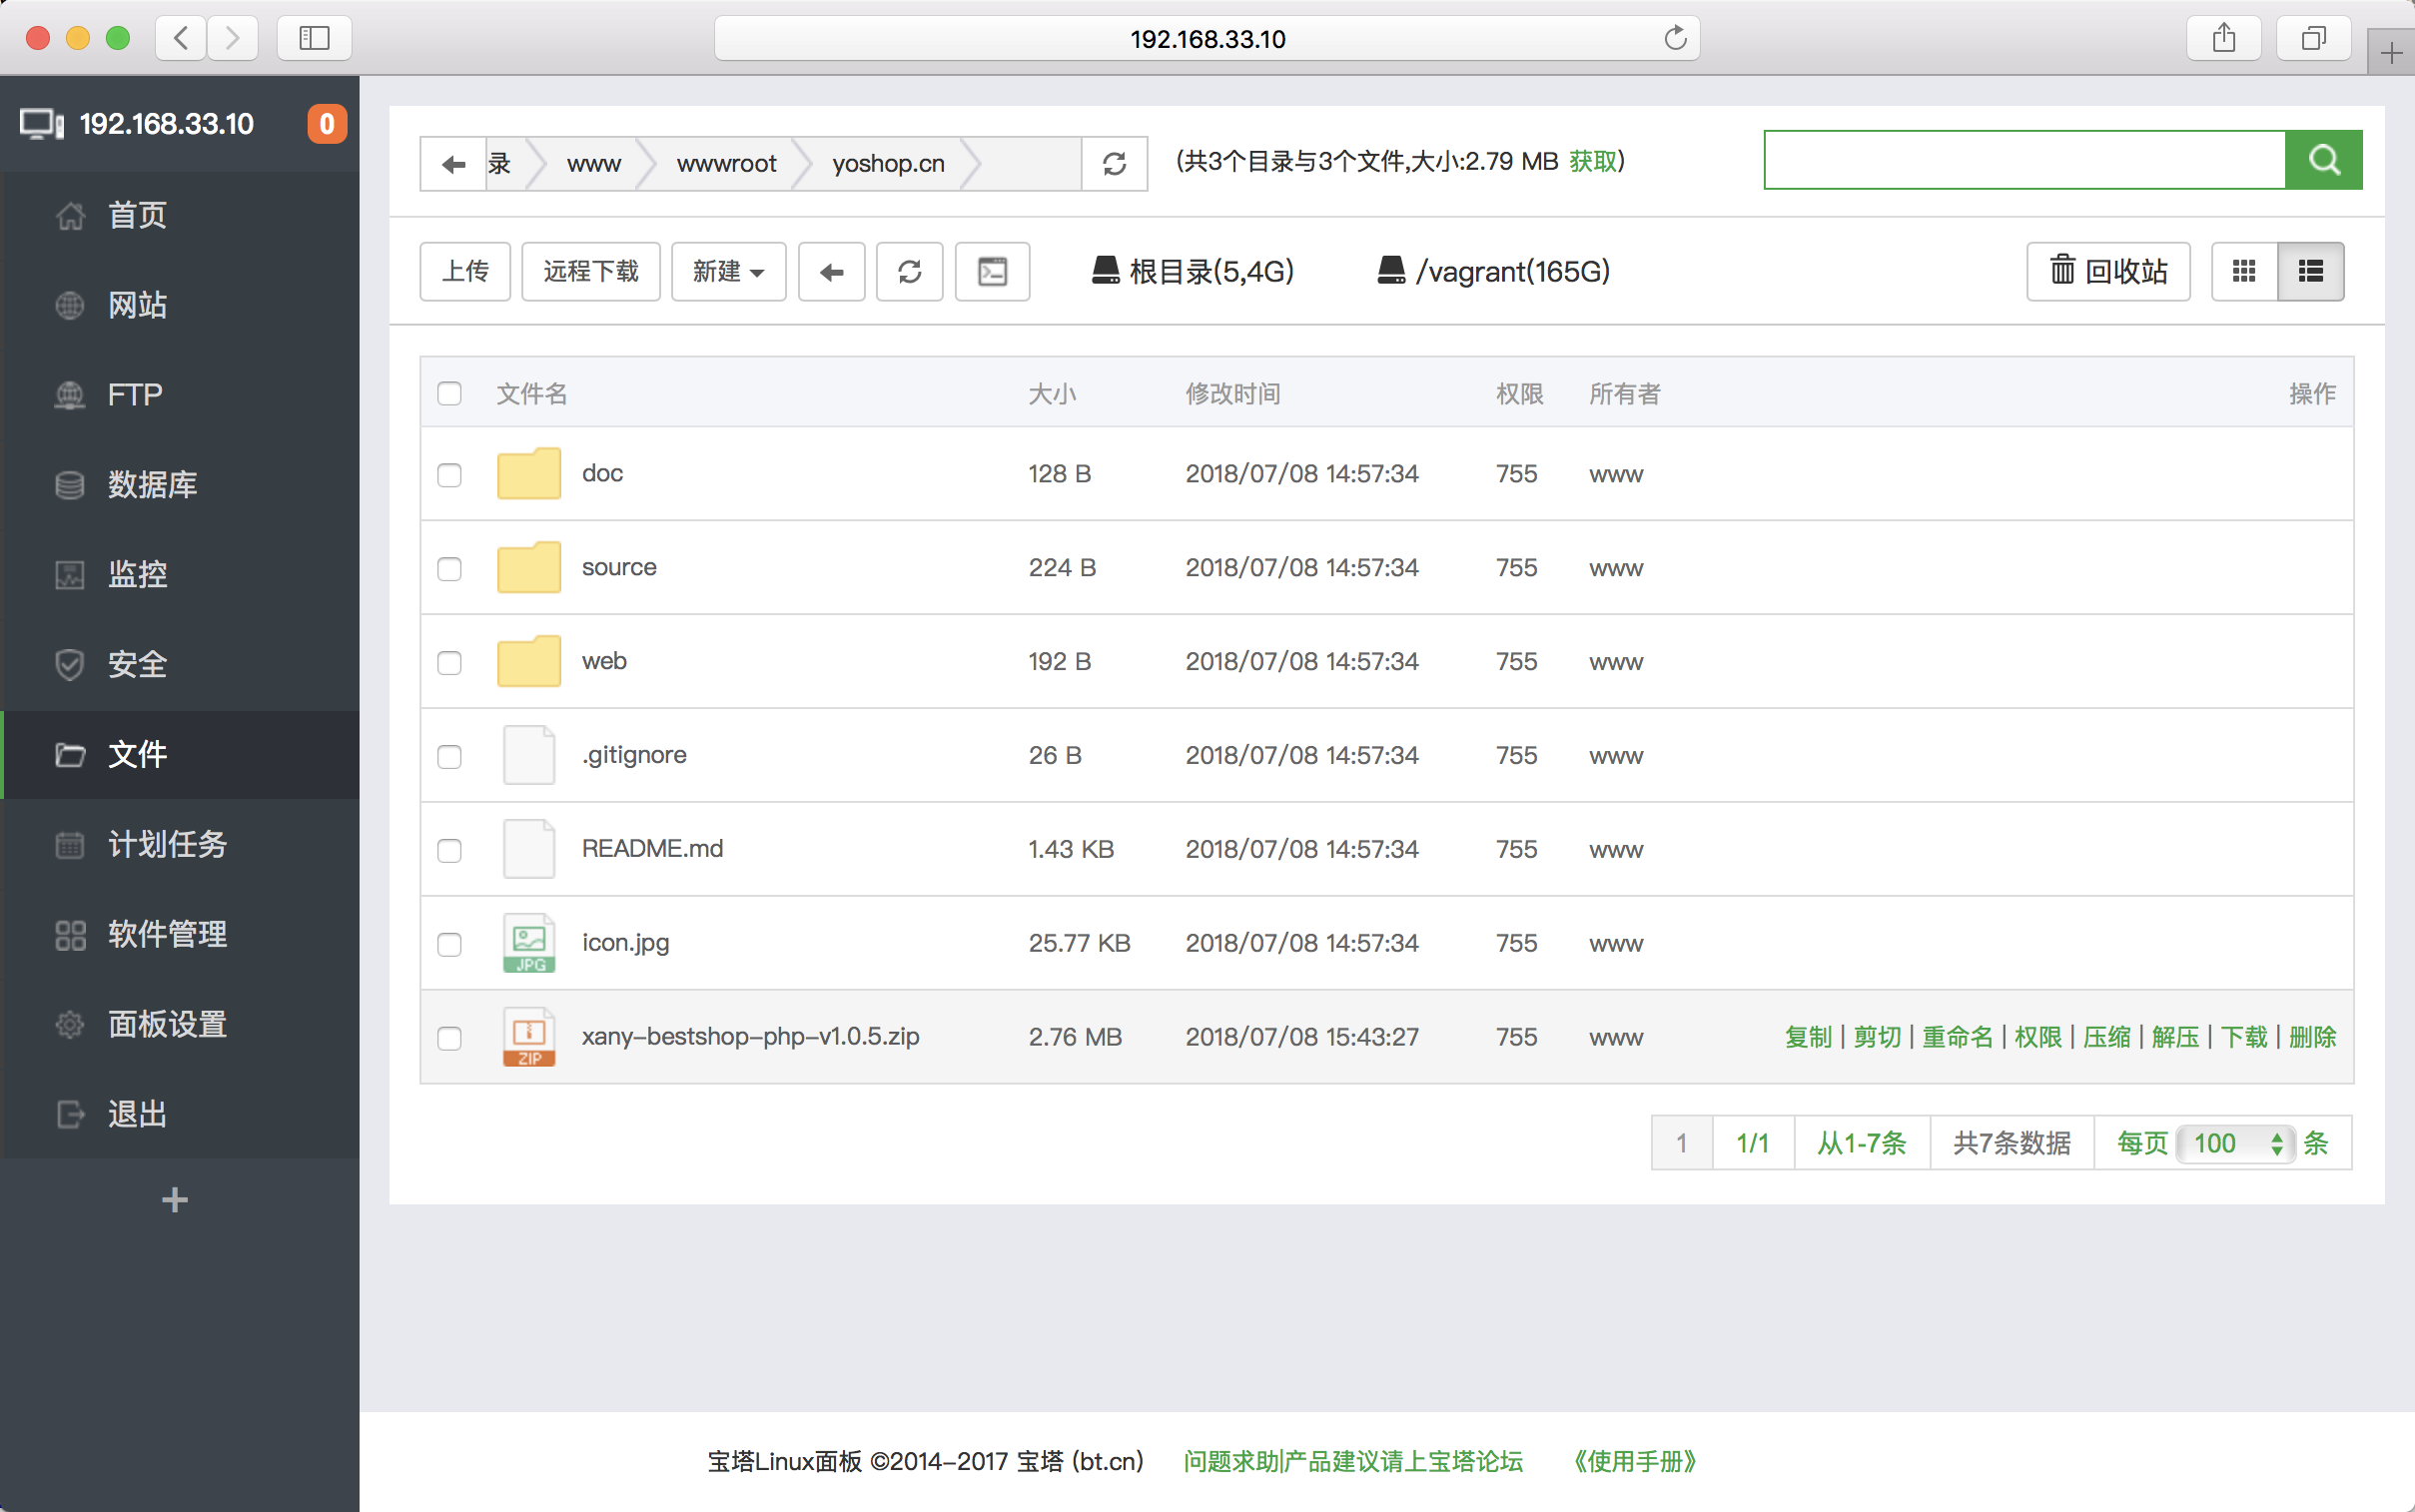 192.168.33.10
192.168.33.10 0
首页
网站
FTP
数据库
监控
安全
文件
计划任务
软件管理
面板设置
退出
录 www wwwroot yoshop.cn (共3个目录与3个文件,大小:2.79 MB 获取)
上传 远程下载 新建 根目录(5,4G) /vagrant(165G) 回收站
文件名 大小 修改时间 权限 所有者 操作
doc 128 B 2018/07/08 14:57:34 755 www
source 224 B 2018/07/08 14:57:34 755 www
web 192 B 2018/07/08 14:57:34 755 www
.gitignore 26 B 2018/07/08 14:57:34 755 www
README.md 1.43 KB 2018/07/08 14:57:34 755 www
JPG icon.jpg 25.77 KB 2018/07/08 14:57:34 755 www
ZIP xany-bestshop-php-v1.0.5.zip 2.76 MB 2018/07/08 15:43:27 755 www 复制 | 剪切 | 重命名 | 权限 | 压缩 | 解压 | 下载 | 删除
1 1/1 从1-7条 共7条数据 每页 100 条
宝塔Linux面板 ©2014-2017 宝塔 (bt.cn) 问题求助|产品建议请上宝塔论坛 《使用手册》